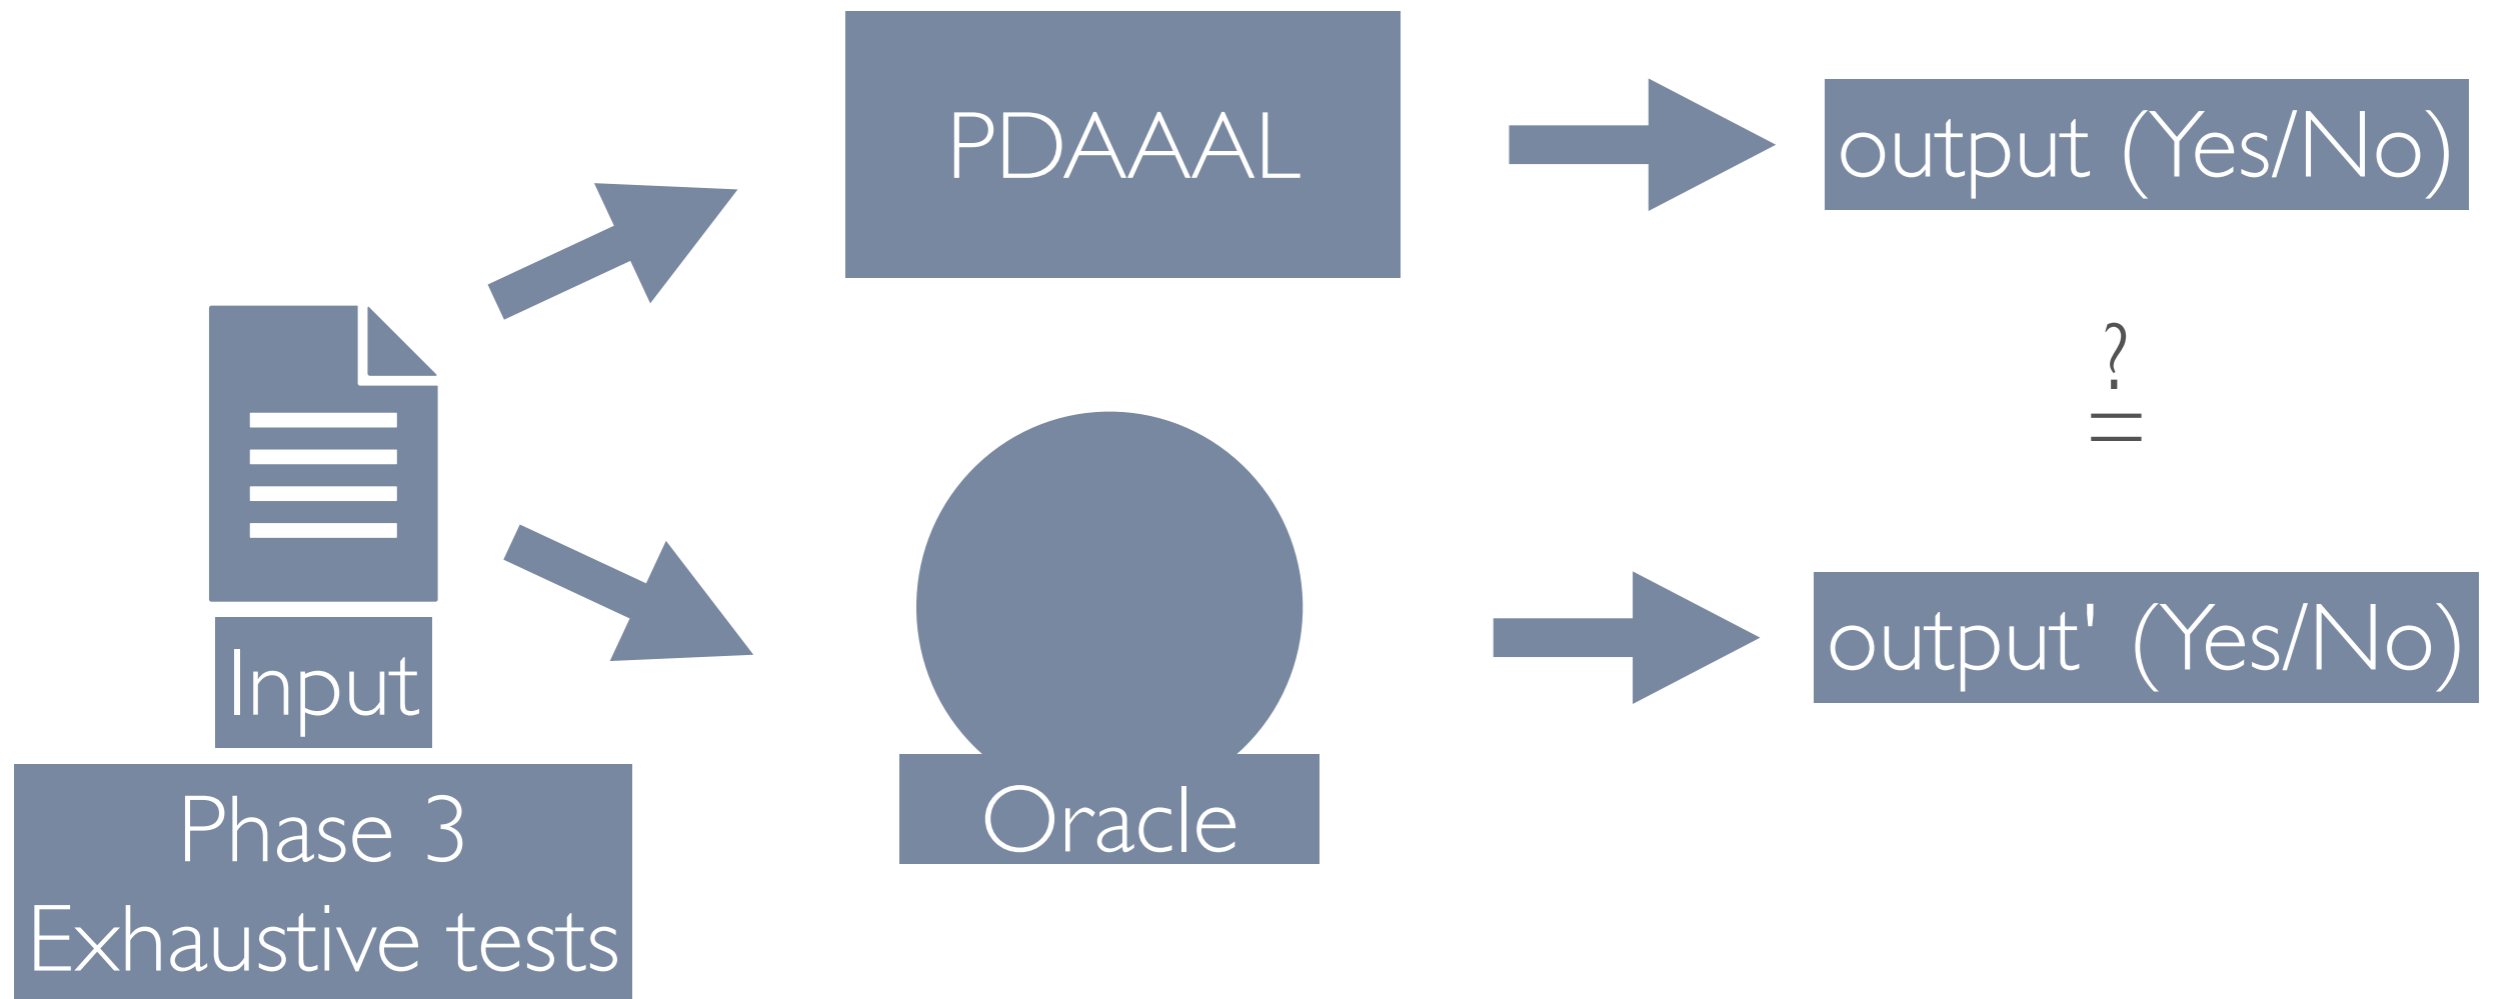 PDAAAL
output (Yes/No)
?
=
Input
Phase 3
Exhaustive tests
Oracle
output' (Yes/No)